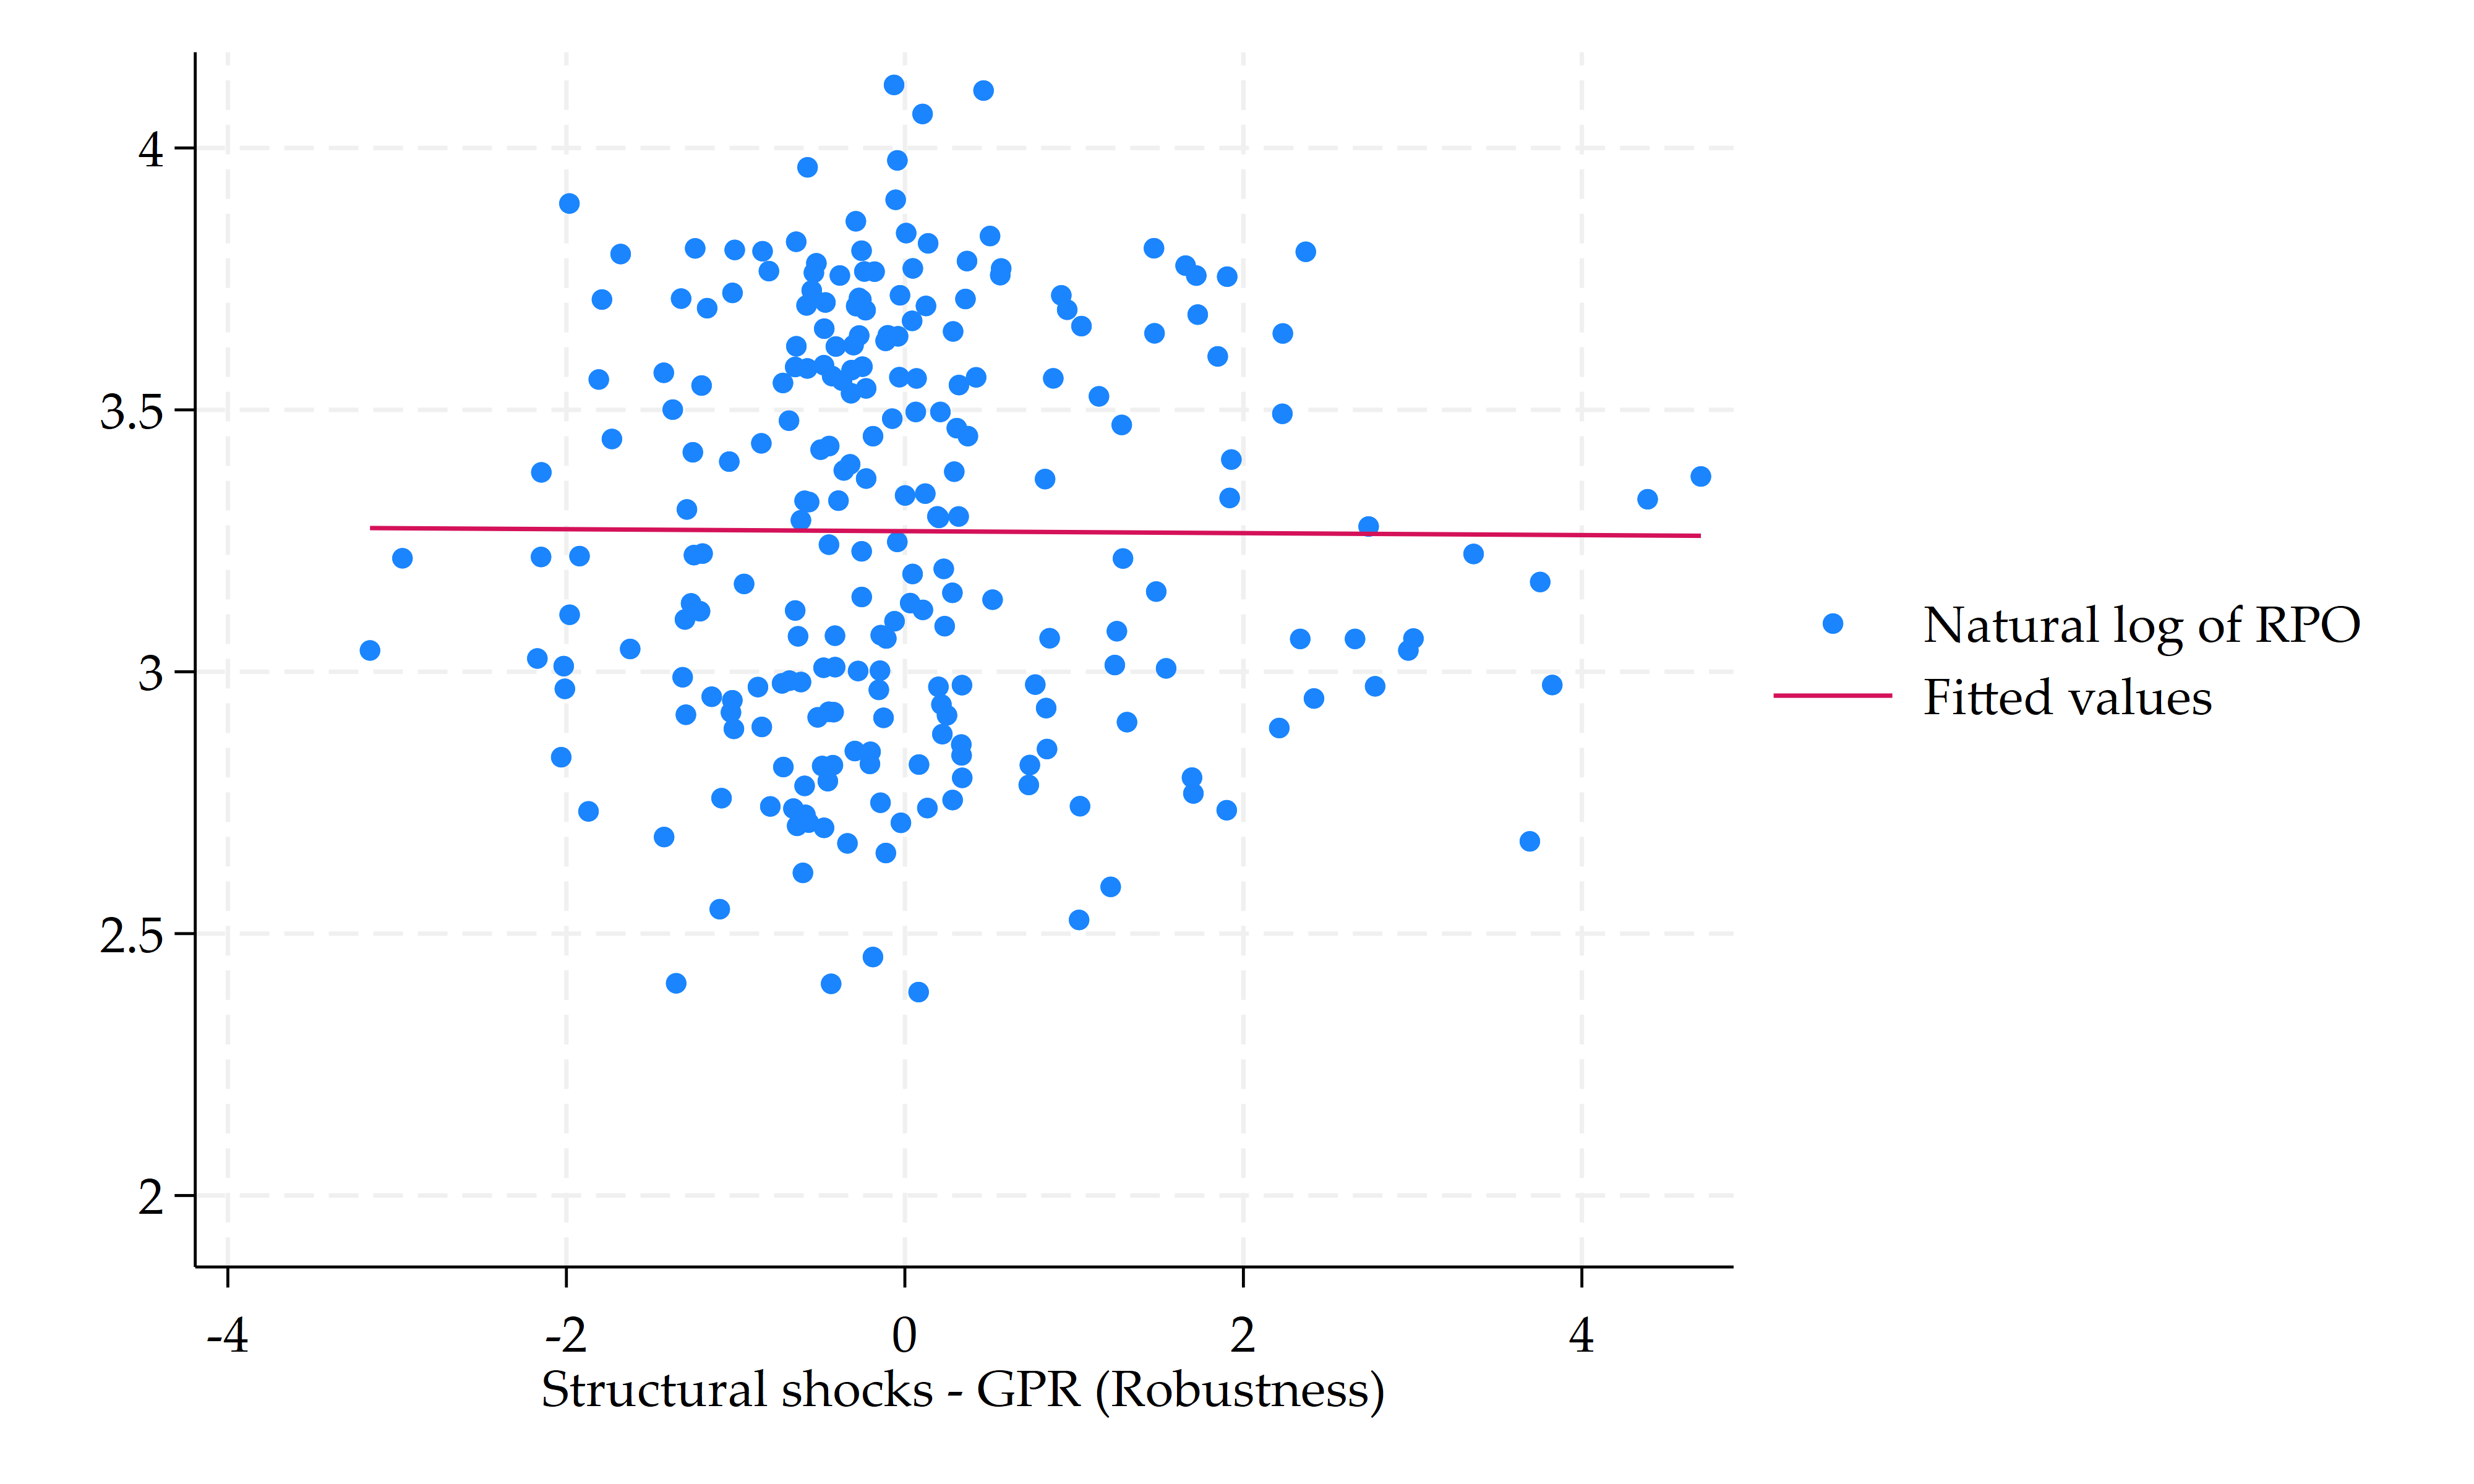 4
3.5
3
2.5
2
-4 -2 0 2 4
Structural shocks - GPR (Robustness)
Natural log of RPO
Fitted values